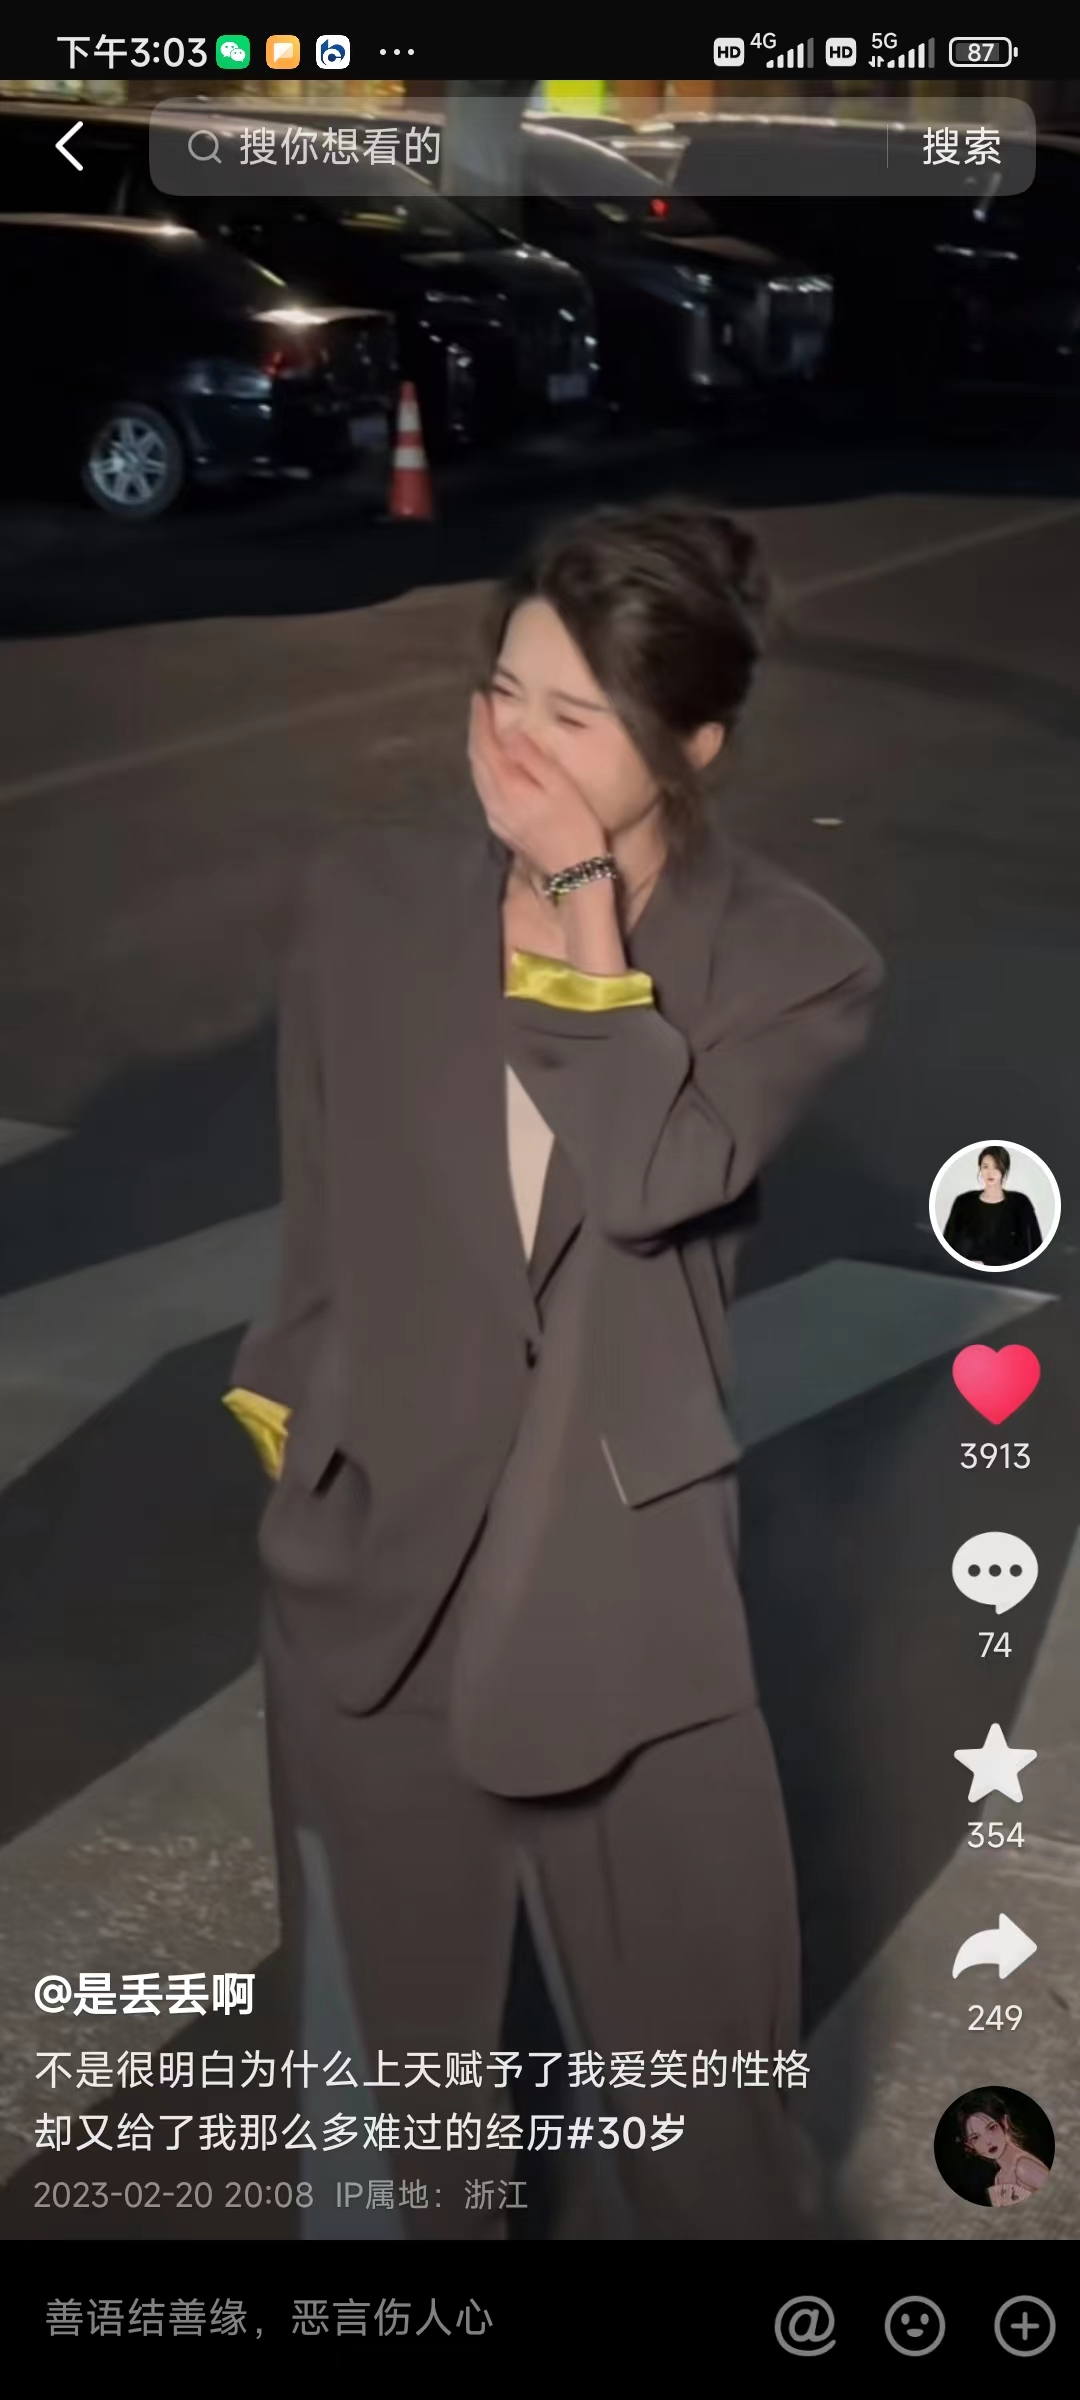 下午3:03
HD 4G HD 5G 87
搜你想看的 搜索
3913
74
354
249
@是丢丢啊
不是很明白为什么上天赋予了我爱笑的性格
却又给了我那么多难过的经历#30岁
2023-02-20 20:08 IP属地：浙江
善语结善缘，恶言伤人心